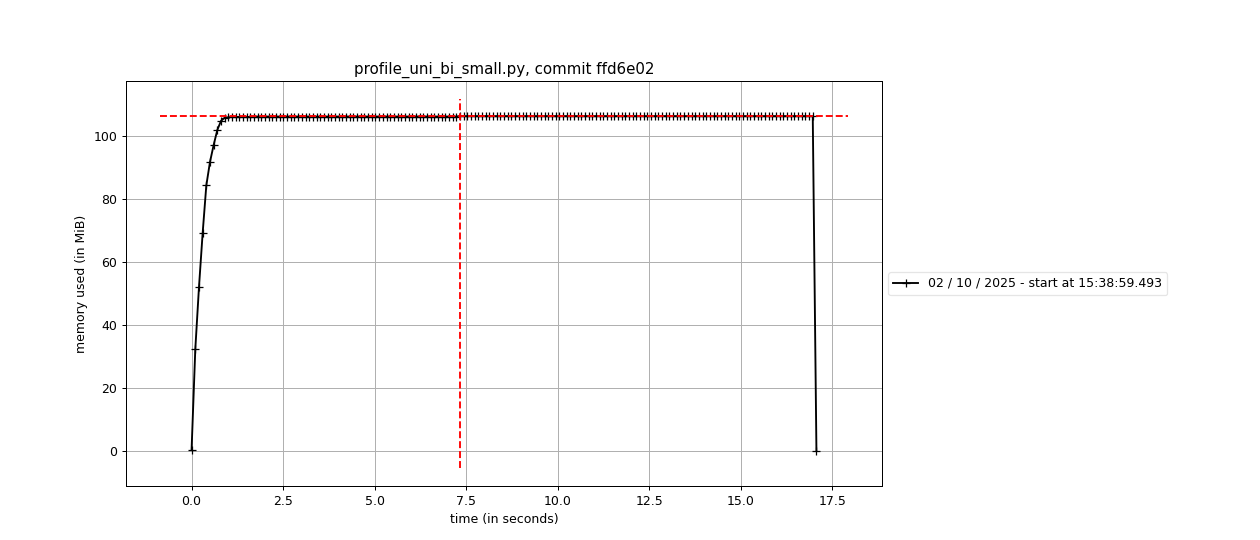 profile_uni_bi_small.py, commit ffd6e02
memory used (in MiB)
100
80
60
40
20
0
0.0 2.5 5.0 7.5 10.0 12.5 15.0 17.5
time (in seconds)
02 / 10 / 2025 - start at 15:38:59.493